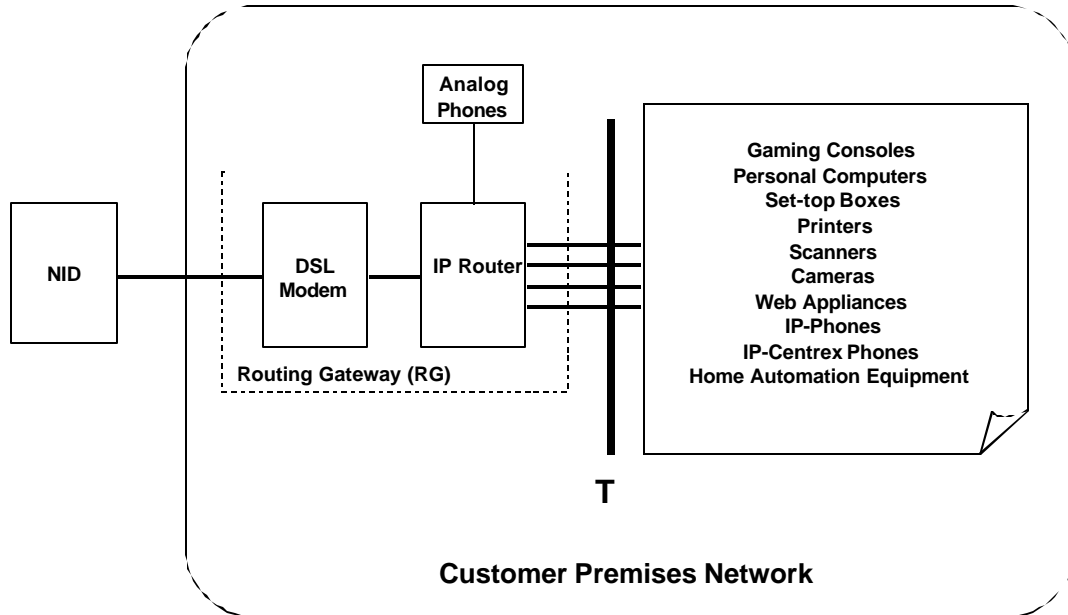 Analog
Phones
NID
DSL
Modem
IP Router
Routing Gateway (RG)
T
Gaming Consoles
Personal Computers
Set-top Boxes
Printers
Scanners
Cameras
Web Appliances
IP-Phones
IP-Centrex Phones
Home Automation Equipment
Customer Premises Network